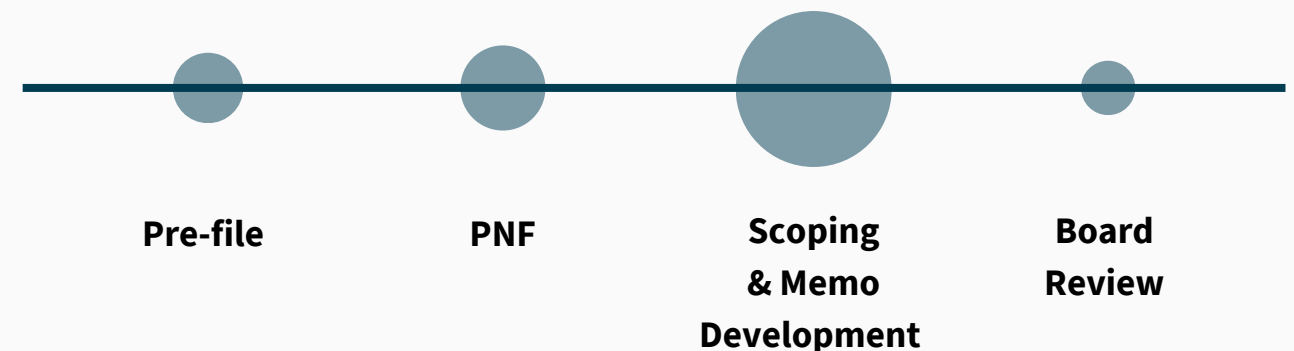 Pre-file
PNF
Scoping
& Memo
Development
Board
Review